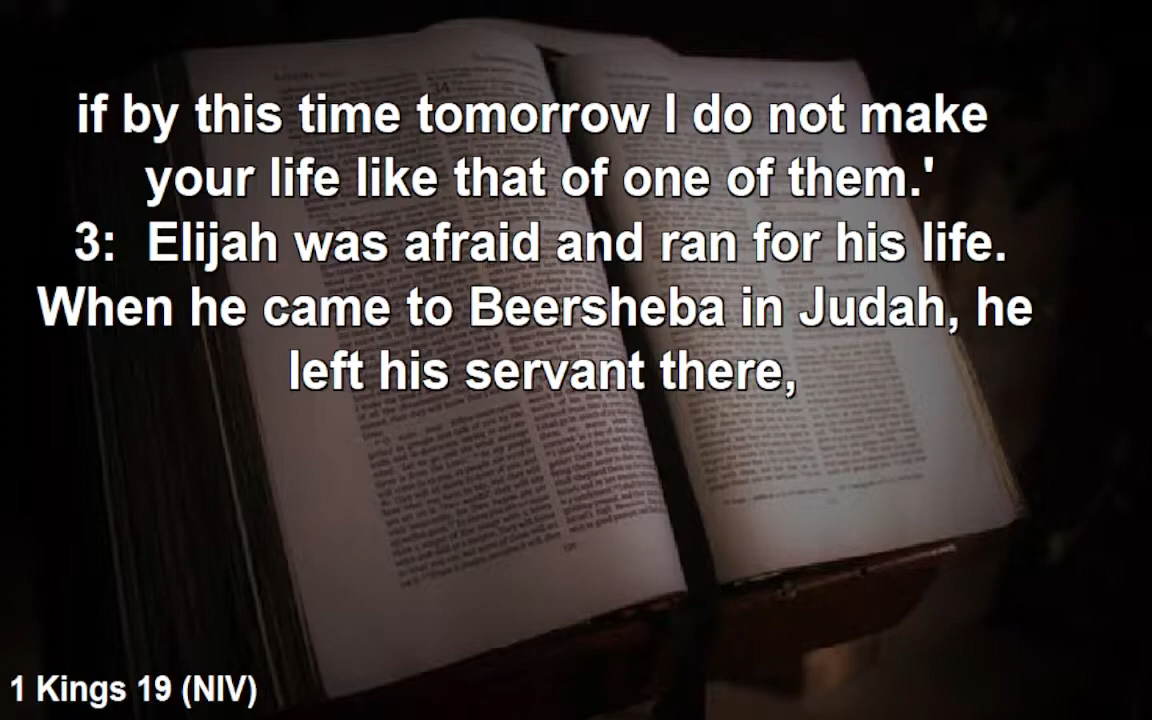 if by this time tomorrow I do not make
your life like that of one of them.'
3:  Elijah was afraid and ran for his life.
When he came to Beersheba in Judah, he
left his servant there,
1 Kings 19 (NIV)